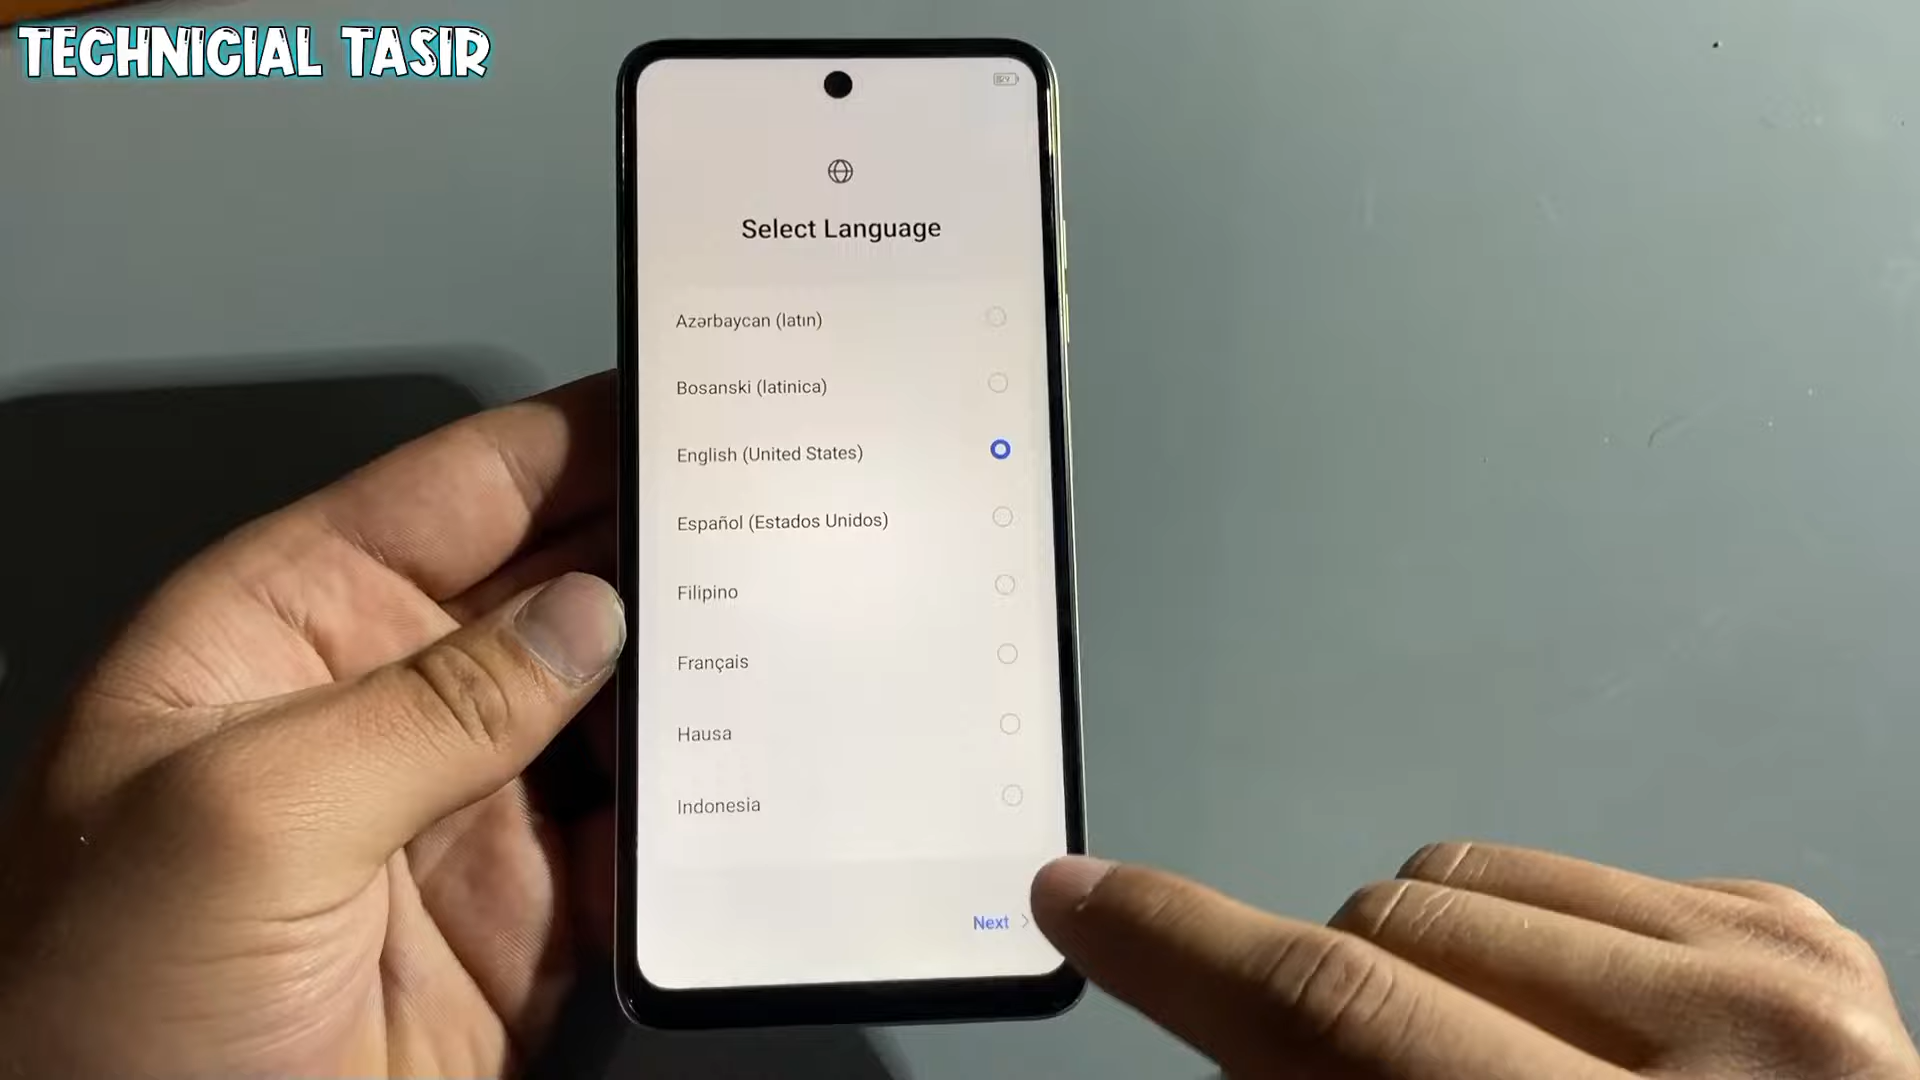 TECHNICIAL TASIR
Select Language
Azərbaycan (latın)
Bosanski (latinica)
English (United States)
Español (Estados Unidos)
Filipino
Français
Hausa
Indonesia
Next